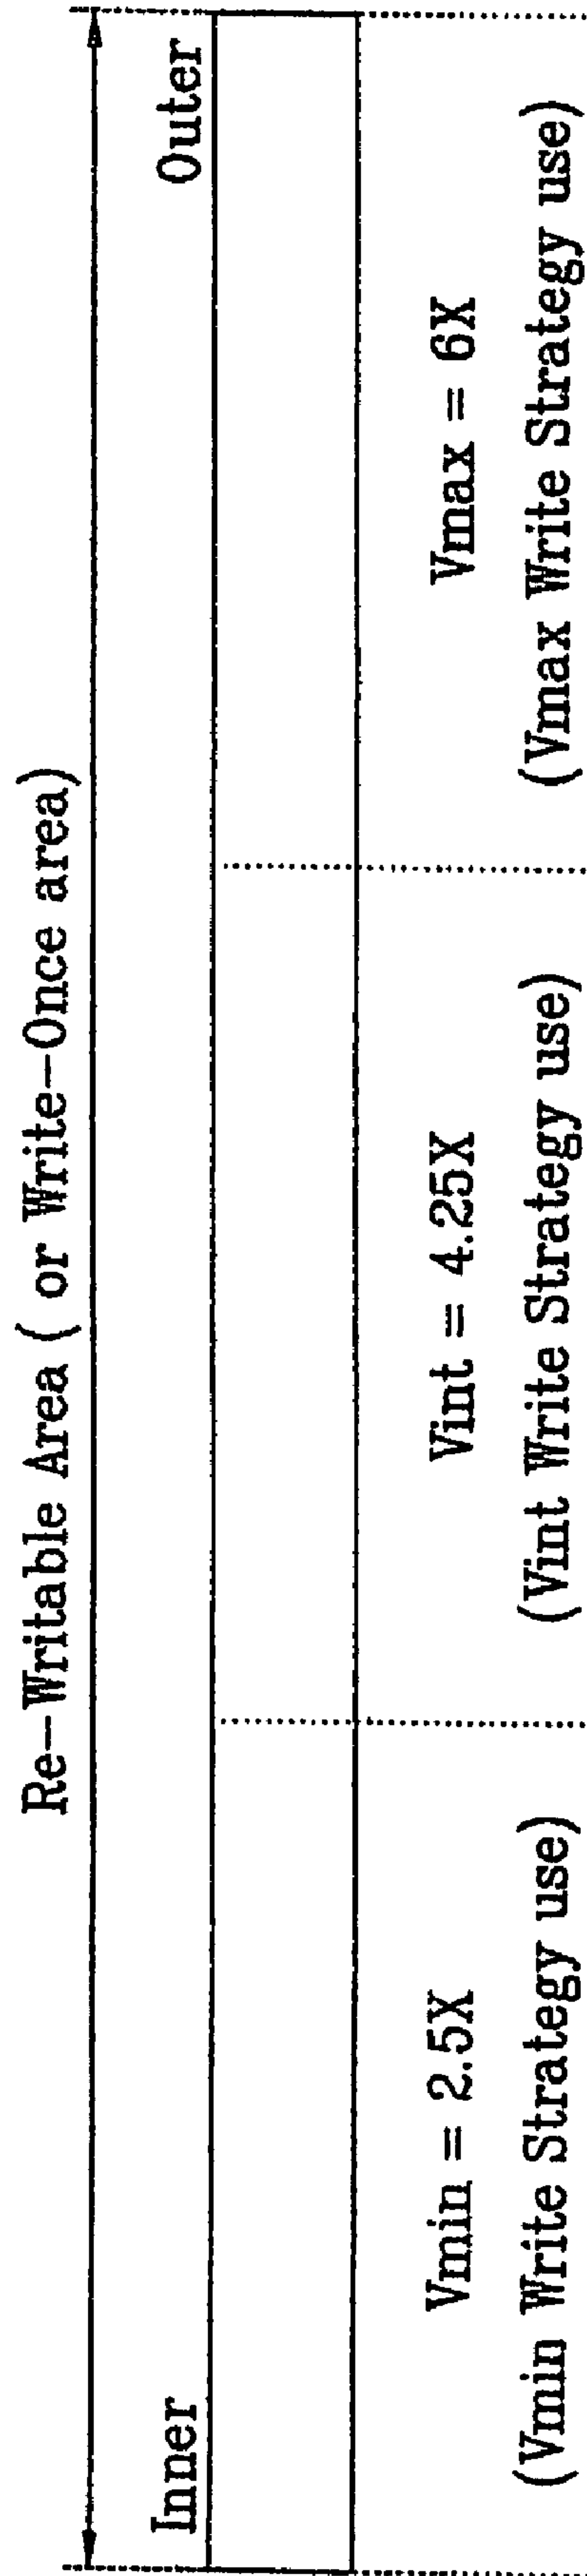 Re-Writable Area ( or Write-Once area)
Inner
Outer
Vmin = 2.5X
(Vmin Write Strategy use)
Vint = 4.25X
(Vint Write Strategy use)
Vmax = 6X
(Vmax Write Strategy use)